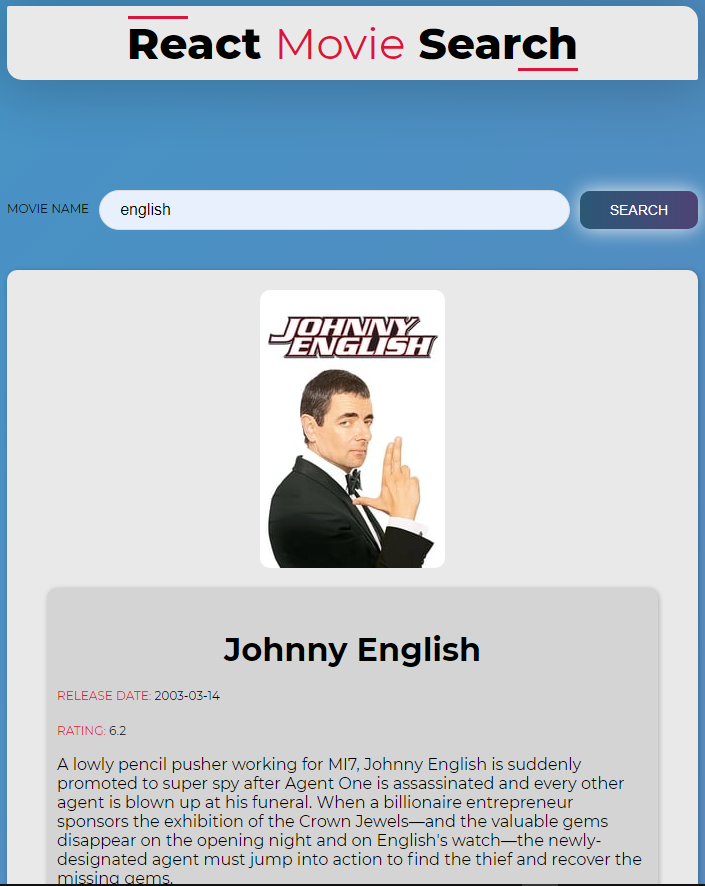 React Movie Search
MOVIE NAME
english
SEARCH
JOHNNY
ENGLISH
Johnny English
RELEASE DATE: 2003-03-14
RATING: 6.2
A lowly pencil pusher working for MI7, Johnny English is suddenly
promoted to super spy after Agent One is assassinated and every other
agent is blown up at his funeral. When a billionaire entrepreneur
sponsors the exhibition of the Crown Jewels—and the valuable gems
disappear on the opening night and on English's watch—the newly-
designated agent must jump into action to find the thief and recover the
missing gems.